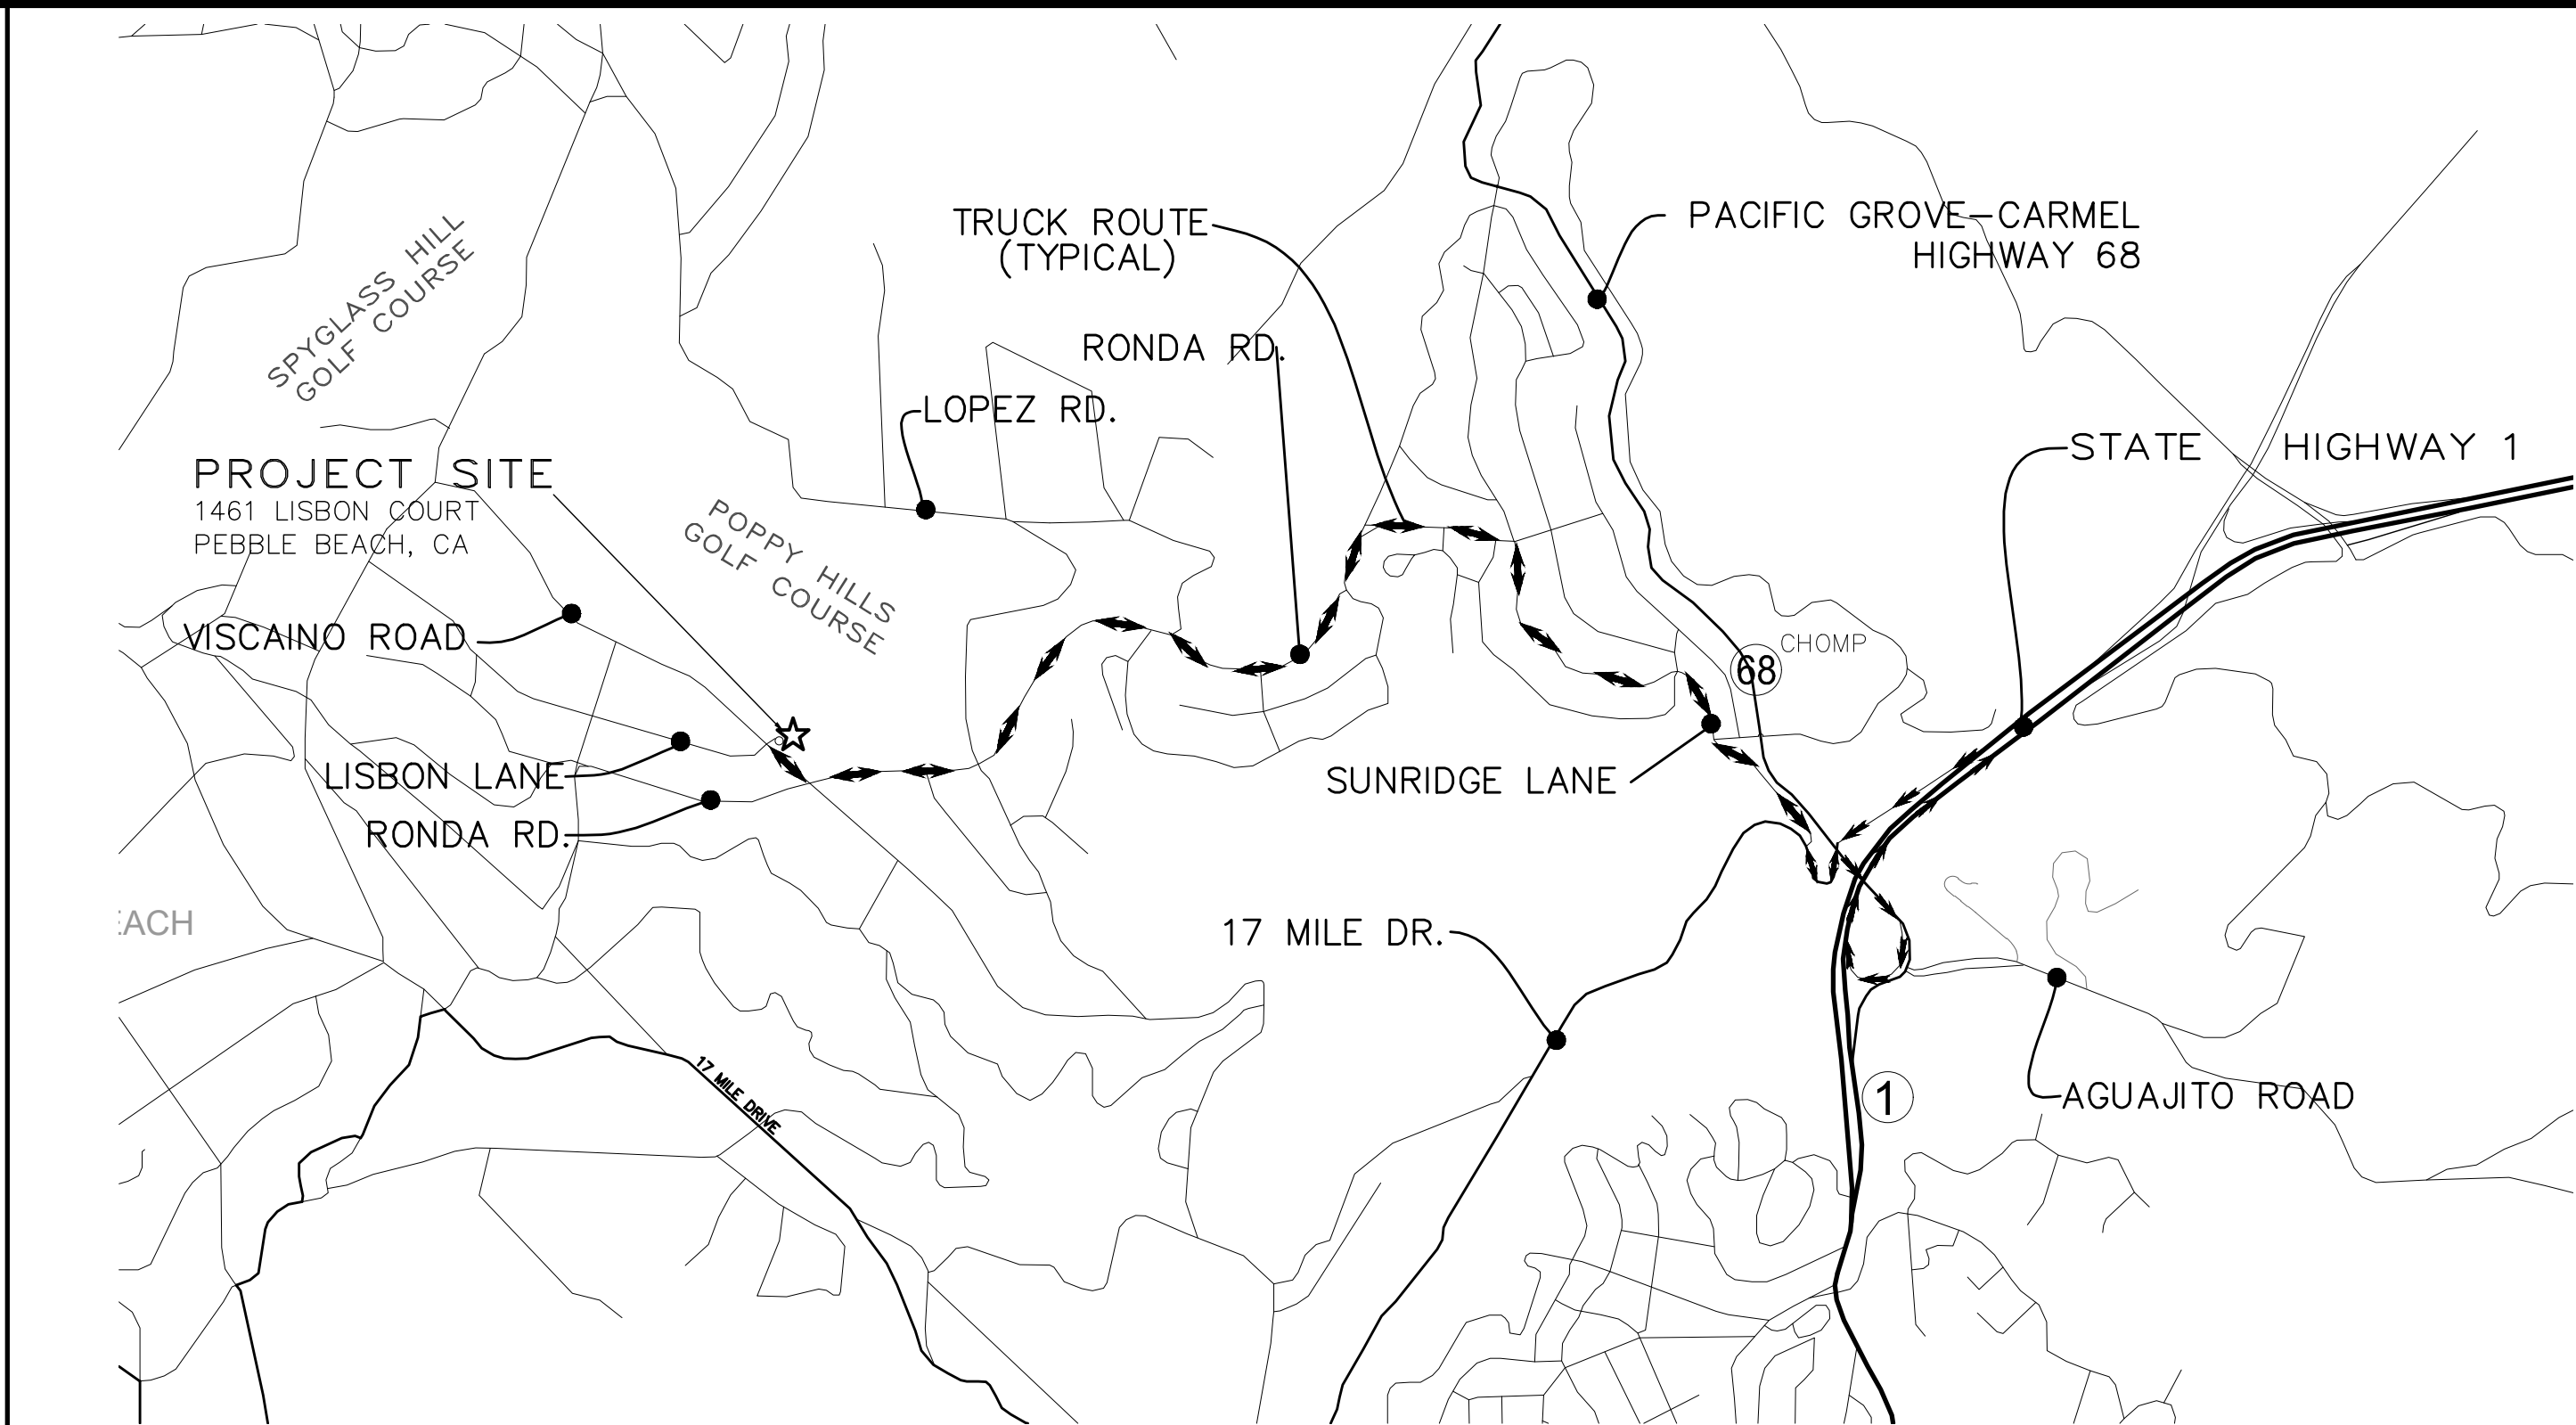 TRUCK ROUTE
(TYPICAL)
PACIFIC GROVE-CARMEL
HIGHWAY 68
SPYGLASS HILL
GOLF COURSE
RONDA RD.
LOPEZ RD.
STATE HIGHWAY 1
PROJECT SITE
1461 LISBON COURT
PEBBLE BEACH, CA
POPPY HILLS
GOLF COURSE
VISCAINO ROAD
CHOMP
68
LISBON LANE
SUNRIDGE LANE
RONDA RD.
EACH
17 MILE DR.
17 MILE DRIVE
1
AGUAJITO ROAD